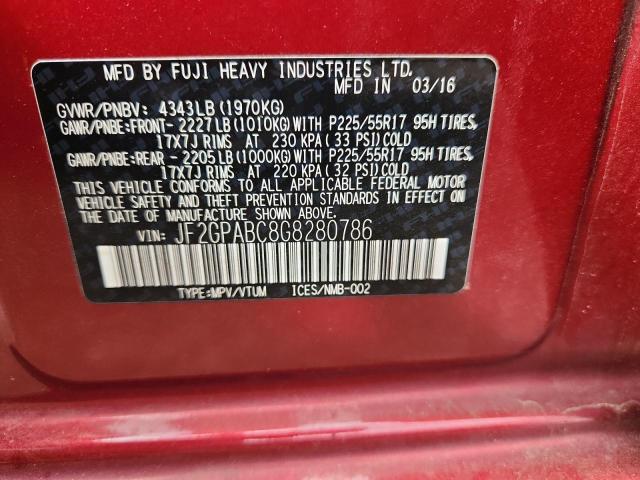 MFD BY FUJI HEAVY INDUSTRIES LTD.
MFD IN 03/16
GVWR/PNBV: 4343LB(1970KG)
GAWR/PNBE:FRONT-2227LB(1010KG)WITH P225/55R17 95H TIRES,
17X7J RIMS AT 230 KPA(33 PSI)COLD
GAWR/PNBE:REAR-2205LB(1000KG)WITH P225/55R17 95H TIRES,
17X7J RIMS AT 220 KPA(32 PSI)COLD
THIS VEHICLE CONFORMS TO ALL APPLICABLE FEDERAL MOTOR
VEHICLE SAFETY AND THEFT PREVENTION STANDARDS IN EFFECT ON
THE DATE OF MANUFACTURE SHOWN ABOVE.
VIN: JF2GPABC8G8280786
TYPE:MPV/VTUM ICES/NMB-002